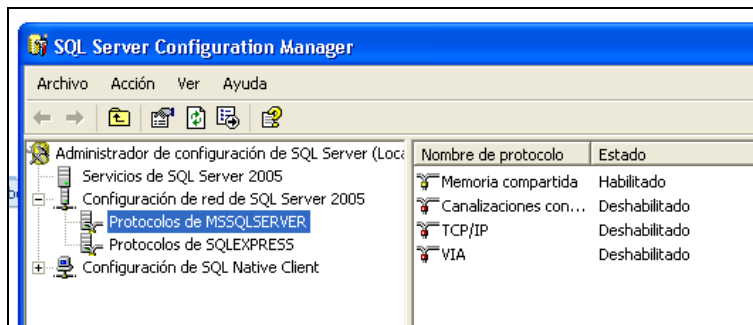 SQL Server Configuration Manager
Archivo Acción Ver Ayuda
Administrador de configuración de SQL Server (Loca
Servicios de SQL Server 2005
Configuración de red de SQL Server 2005
Protocolos de MSSQLSERVER
Protocolos de SQLEXPRESS
Configuración de SQL Native Client
Nombre de protocolo Estado
Memoria compartida Habilitado
Canalizaciones con... Deshabilitado
TCP/IP Deshabilitado
VIA Deshabilitado